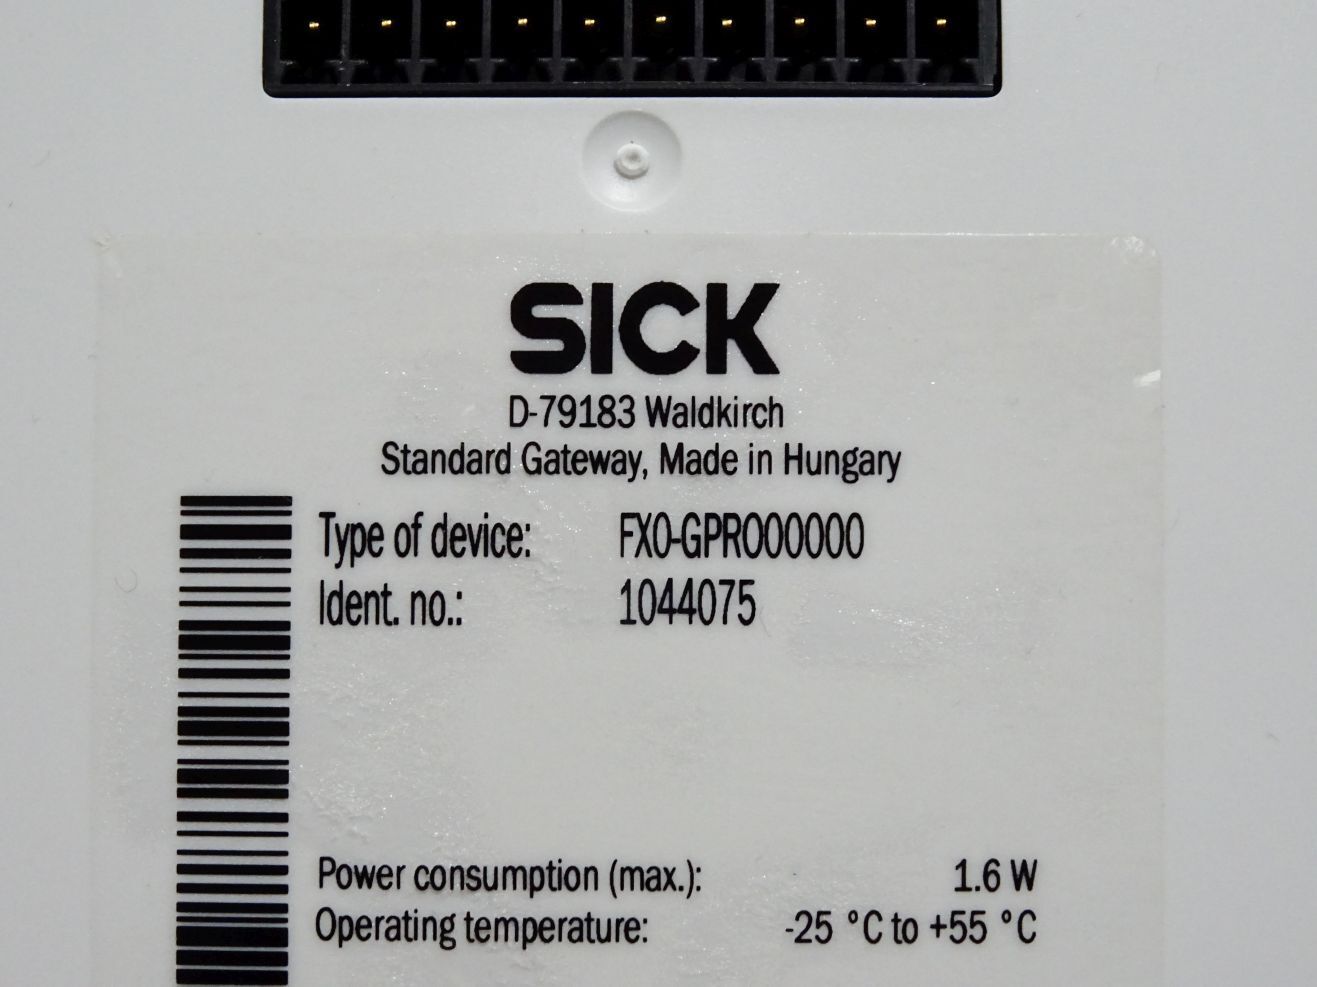 SICK
D-79183 Waldkirch
Standard Gateway, Made in Hungary
Type of device: FX0-GPRO00000
Ident. no.: 1044075
Power consumption (max.): 1.6 W
Operating temperature: -25 °C to +55 °C